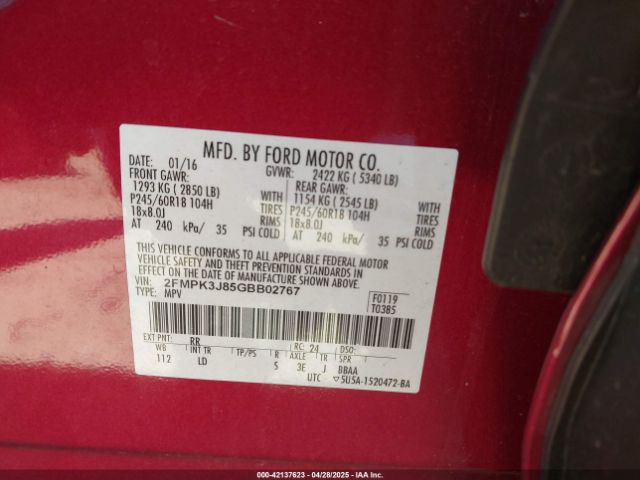 MFD. BY FORD MOTOR CO.
DATE: 01/16 GVWR: 2422 KG ( 5340 LB)
FRONT GAWR: REAR GAWR:
1293 KG ( 2850 LB) WITH 1154 KG ( 2545 LB) WITH
P245/60R18 104H TIRES P245/60R18 104H TIRES
18x8.0J RIMS 18x8.0J RIMS
AT 240 kPa/ 35 PSI COLD AT 240 kPa/ 35 PSI COLD
THIS VEHICLE CONFORMS TO ALL APPLICABLE FEDERAL MOTOR
VEHICLE SAFETY AND THEFT PREVENTION STANDARDS IN
EFFECT ON THE DATE OF MANUFACTURE SHOWN ABOVE.
VIN: 2FMPK3J85GBB02767
TYPE: MPV
F0119
T0385
EXT PNT: RR RC: 24 DSO:
WB INT TR TP/PS R AXLE TR SPR
112 LD S 3E J BBAA
UTC ▽5U5A-1520472-BA
000-42137623 - 04/28/2025 - IAAI - COPART